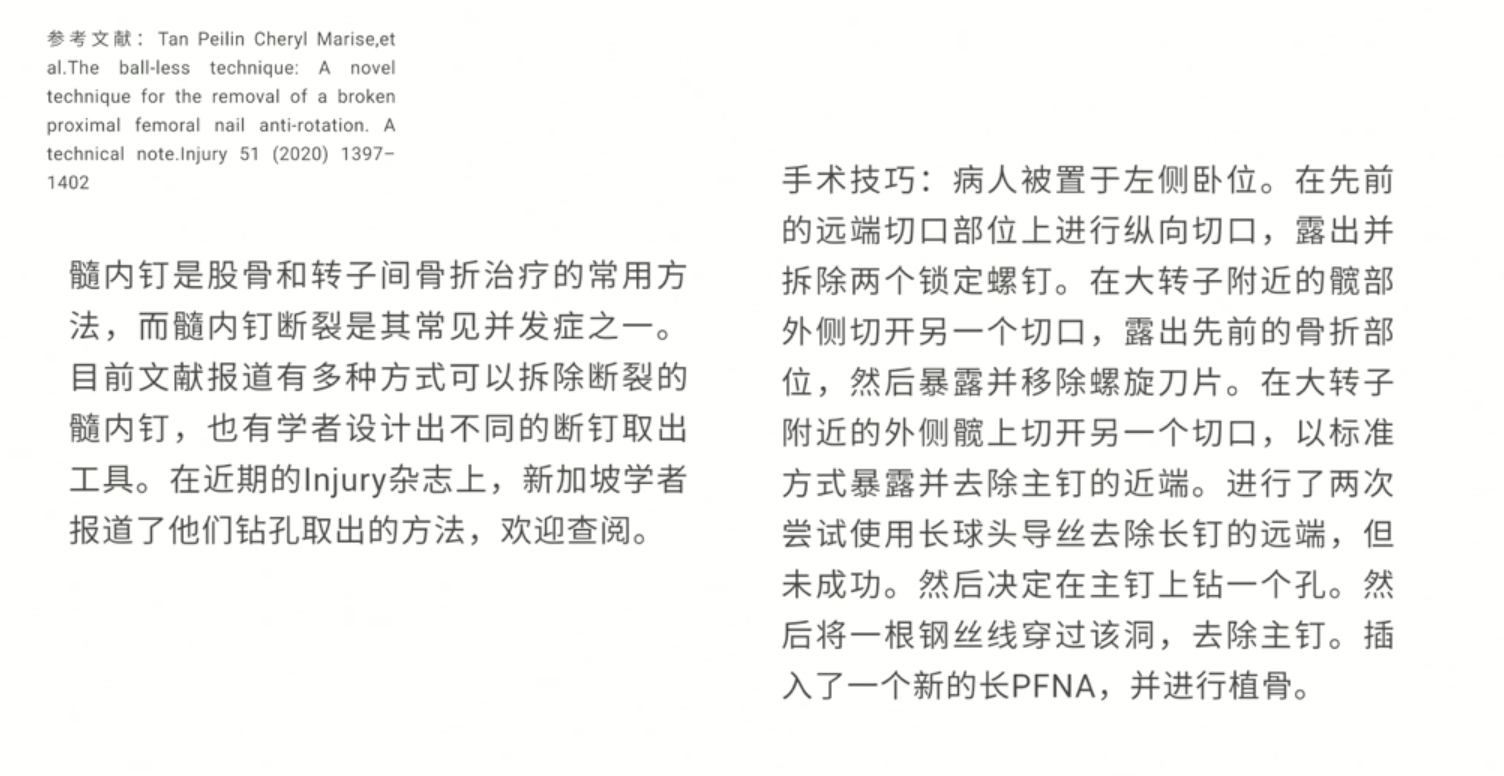 参考文献：Tan Peilin Cheryl Marise,et
al.The ball-less technique: A novel
technique for the removal of a broken
proximal femoral nail anti-rotation. A
technical note.Injury 51 (2020) 1397–
1402
髓内钉是股骨和转子间骨折治疗的常用方
法，而髓内钉断裂是其常见并发症之一。
目前文献报道有多种方式可以拆除断裂的
髓内钉，也有学者设计出不同的断钉取出
工具。在近期的Injury杂志上，新加坡学者
报道了他们钻孔取出的方法，欢迎查阅。
手术技巧：病人被置于左侧卧位。在先前
的远端切口部位上进行纵向切口，露出并
拆除两个锁定螺钉。在大转子附近的髋部
外侧切开另一个切口，露出先前的骨折部
位，然后暴露并移除螺旋刀片。在大转子
附近的外侧髋上切开另一个切口，以标准
方式暴露并去除主钉的近端。进行了两次
尝试使用长球头导丝去除长钉的远端，但
未成功。然后决定在主钉上钻一个孔。然
后将一根钢丝线穿过该洞，去除主钉。插
入了一个新的长PFNA，并进行植骨。